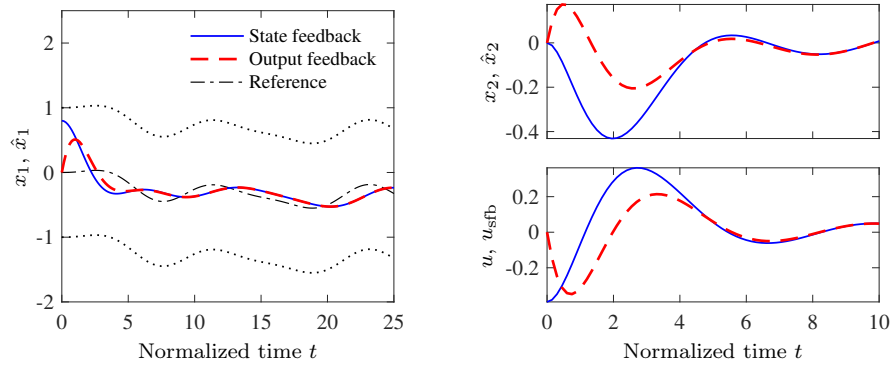 2
1
0
-1
-2
x₁, x̂₁
State feedback
Output feedback
Reference
0 5 10 15 20 25
Normalized time t
0
-0.2
-0.4
x₂, x̂₂
0.2
0
-0.2
u, u_sfb
0 2 4 6 8 10
Normalized time t